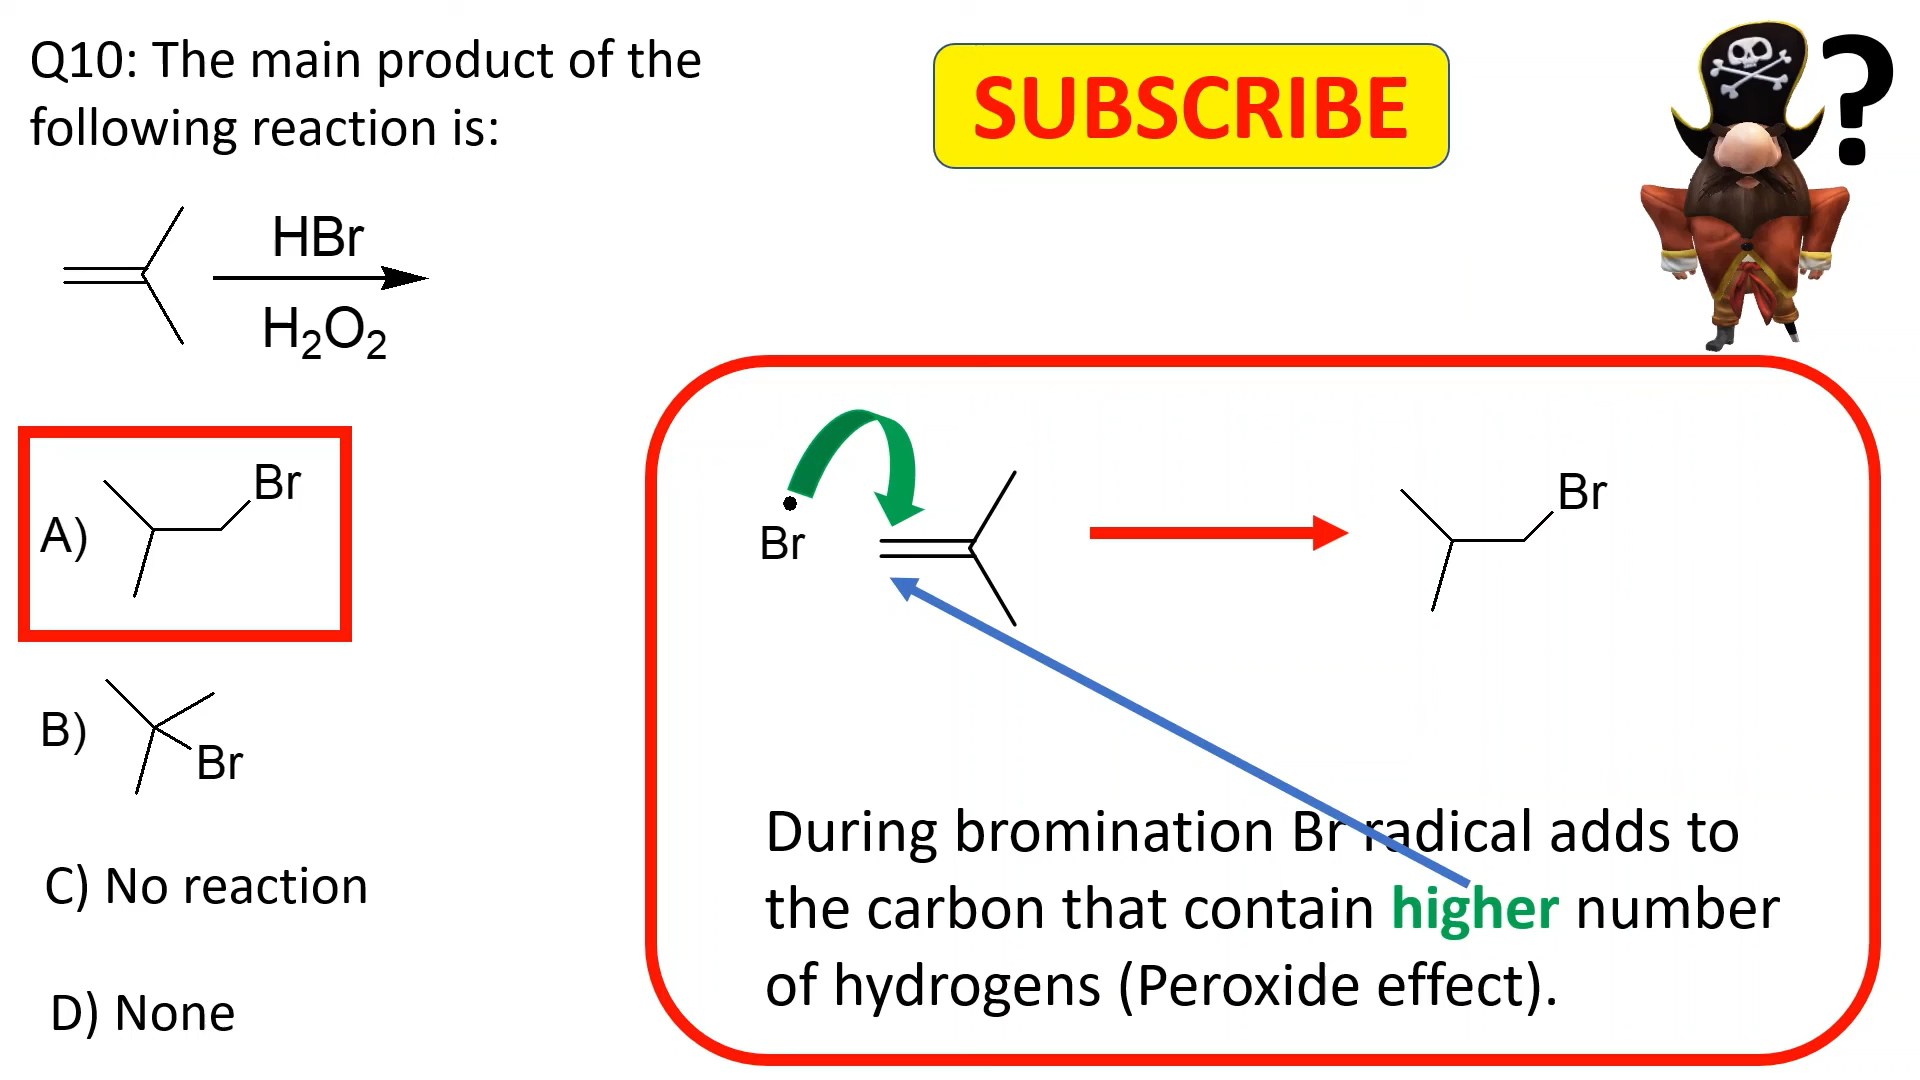 Q10: The main product of the
following reaction is:
SUBSCRIBE
?
HBr
H₂O₂
A)
Br
B)
Br
C) No reaction
D) None
Br
Br
During bromination Br radical adds to
the carbon that contain higher number
of hydrogens (Peroxide effect).